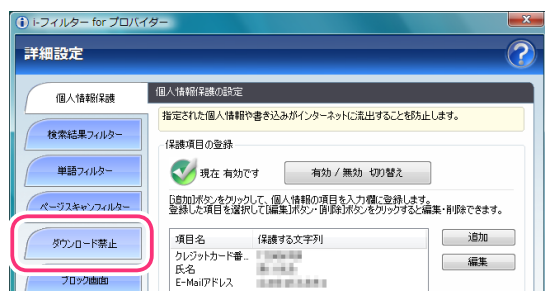 i-フィルター for プロバイダー
詳細設定
個人情報保護
検索結果フィルター
単語フィルター
ページスキャンフィルター
ダウンロード禁止
ブロック画面
個人情報保護の設定
指定された個人情報や書き込みがインターネットに流出することを防止します。
保護項目の登録
現在 有効です
有効 / 無効 切り替え
[追加]ボタンをクリックして、個人情報の項目を入力欄に登録します。
登録した項目を選択して[編集]ボタン・[削除]ボタンをクリックすると編集・削除できます。
項目名 保護する文字列
クレジットカード番...
氏名
E-Mailアドレス
追加
編集